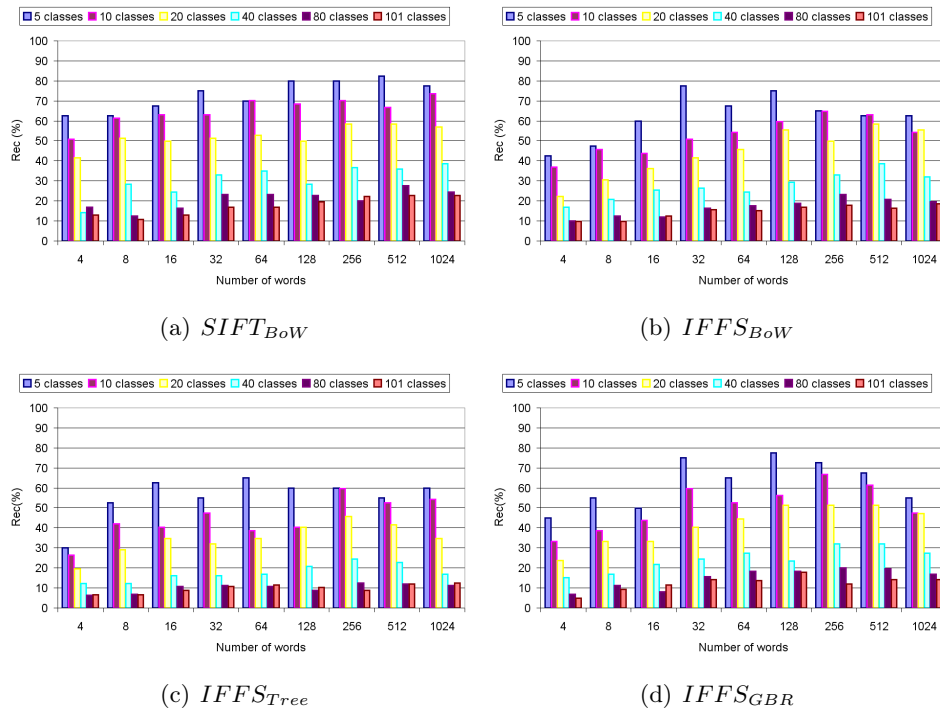 5 classes 10 classes 20 classes 40 classes 80 classes 101 classes
100
90
80
70
60
50
40
30
20
10
0
Rec (%)
4 8 16 32 64 128 256 512 1024
Number of words
(a) SIFT_BoW
5 classes 10 classes 20 classes 40 classes 80 classes 101 classes
100
90
80
70
60
50
40
30
20
10
0
Rec(%)
4 8 16 32 64 128 256 512 1024
Number of words
(b) IFFS_BoW
5 classes 10 classes 20 classes 40 classes 80 classes 101 classes
100
90
80
70
60
50
40
30
20
10
0
Rec(%)
4 8 16 32 64 128 256 512 1024
Number of words
(c) IFFS_Tree
5 classes 10 classes 20 classes 40 classes 80 classes 101 classes
100
90
80
70
60
50
40
30
20
10
0
Rec(%)
4 8 16 32 64 128 256 512 1024
Number of words
(d) IFFS_GBR